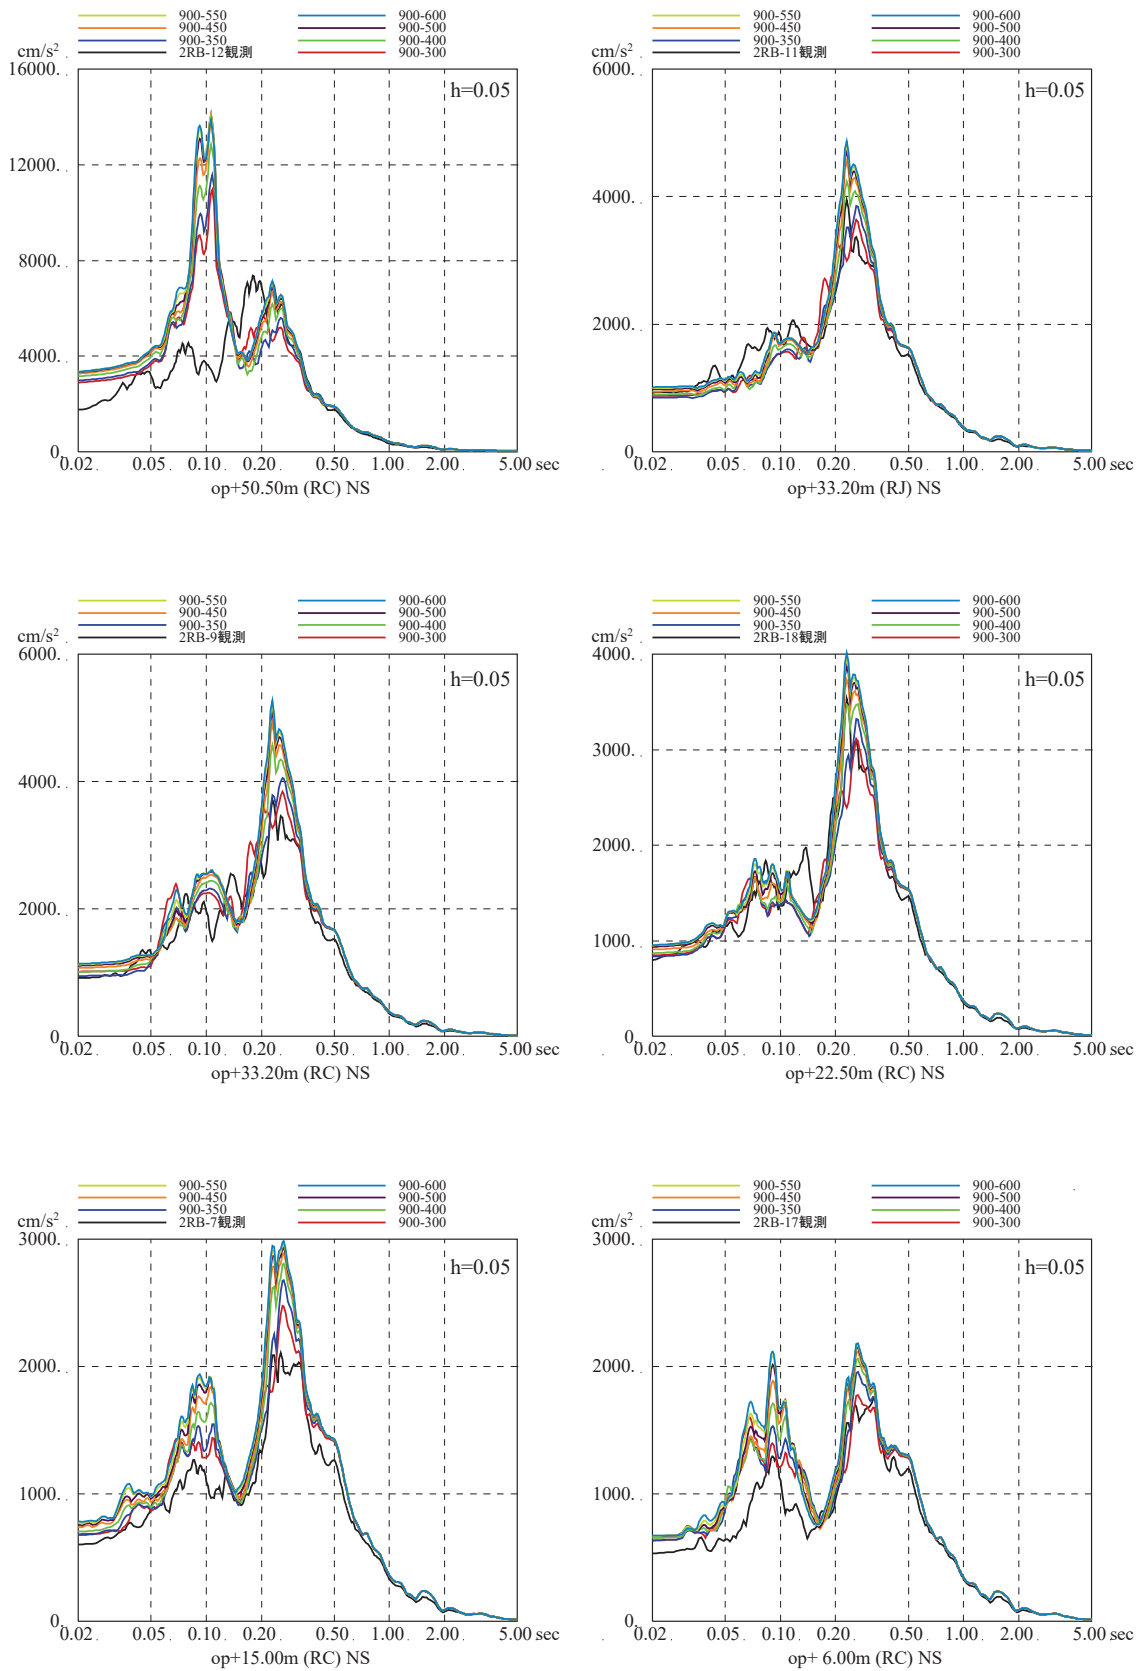 900-550 900-600
900-450 900-500
900-350 900-400
cm/s² 2RB-12観測 900-300
16000.
h=0.05
12000.
8000.
4000.
0.
0.02 0.05 0.10 0.20 0.50 1.00 2.00 5.00 sec
op+50.50m (RC) NS
900-550 900-600
900-450 900-500
900-350 900-400
cm/s² 2RB-11観測 900-300
6000.
h=0.05
4000.
2000.
0.
0.02 0.05 0.10 0.20 0.50 1.00 2.00 5.00 sec
op+33.20m (RJ) NS
900-550 900-600
900-450 900-500
900-350 900-400
cm/s² 2RB-9観測 900-300
6000.
h=0.05
4000.
2000.
0.
0.02 0.05 0.10 0.20 0.50 1.00 2.00 5.00 sec
op+33.20m (RC) NS
900-550 900-600
900-450 900-500
900-350 900-400
cm/s² 2RB-18観測 900-300
4000.
h=0.05
3000.
2000.
1000.
0.
0.02 0.05 0.10 0.20 0.50 1.00 2.00 5.00 sec
op+22.50m (RC) NS
900-550 900-600
900-450 900-500
900-350 900-400
cm/s² 2RB-7観測 900-300
3000.
h=0.05
2000.
1000.
0.
0.02 0.05 0.10 0.20 0.50 1.00 2.00 5.00 sec
op+15.00m (RC) NS
900-550 900-600
900-450 900-500
900-350 900-400
cm/s² 2RB-17観測 900-300
3000.
h=0.05
2000.
1000.
0.
0.02 0.05 0.10 0.20 0.50 1.00 2.00 5.00 sec
op+ 6.00m (RC) NS